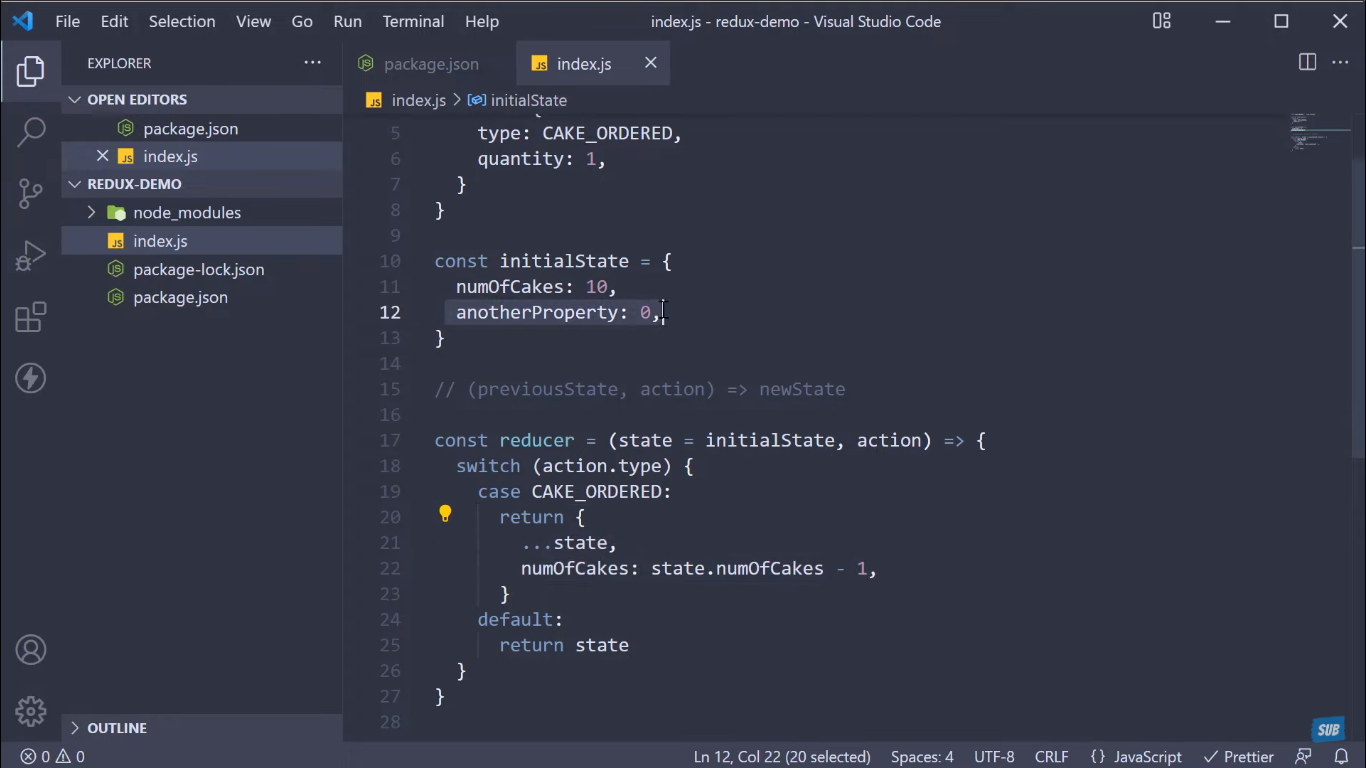 File Edit Selection View Go Run Terminal Help
index.js - redux-demo - Visual Studio Code
EXPLORER
OPEN EDITORS
package.json
index.js
REDUX-DEMO
node_modules
index.js
package-lock.json
package.json
OUTLINE
package.json
index.js
index.js > initialState
5 type: CAKE_ORDERED,
6 quantity: 1,
7 }
8 }
9
10 const initialState = {
11 numOfCakes: 10,
12 anotherProperty: 0,
13 }
14
15 // (previousState, action) => newState
16
17 const reducer = (state = initialState, action) => {
18 switch (action.type) {
19 case CAKE_ORDERED:
20 return {
21 ...state,
22 numOfCakes: state.numOfCakes - 1,
23 }
24 default:
25 return state
26 }
27 }
28
SUB
0 0 Ln 12, Col 22 (20 selected) Spaces: 4 UTF-8 CRLF {} JavaScript Prettier